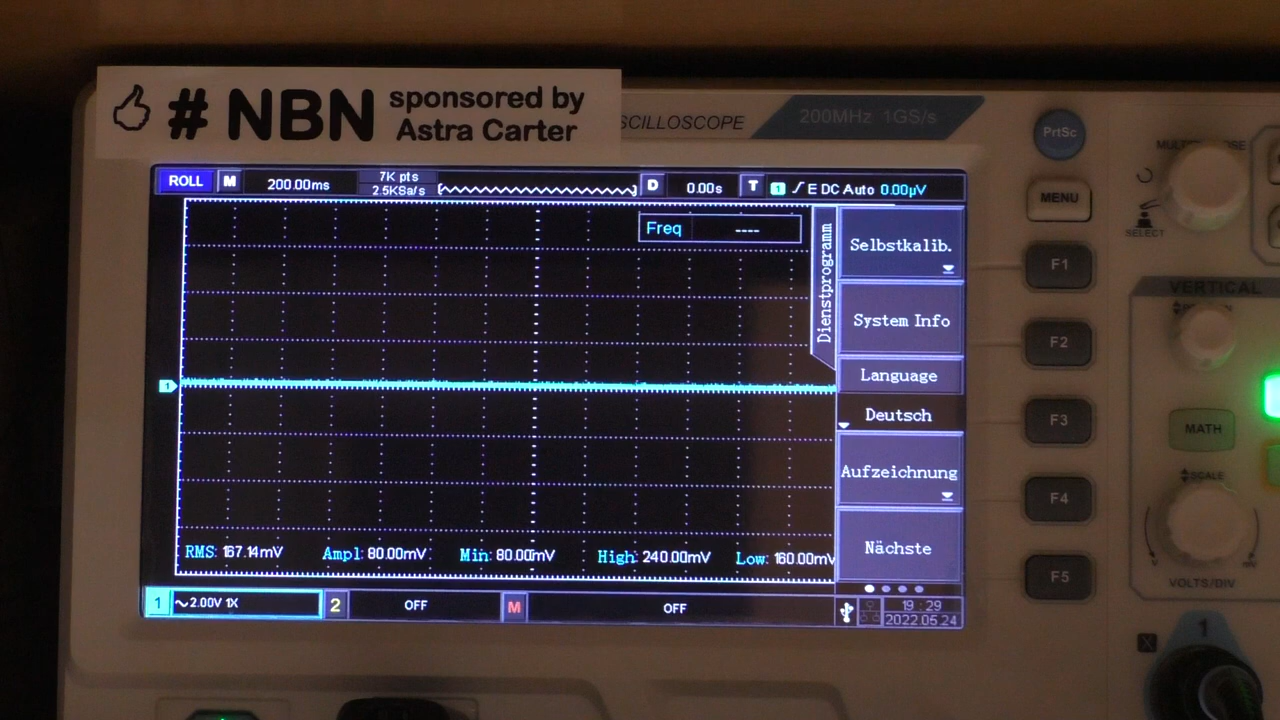 # NBN sponsored by
Astra Carter
SCILLOSCOPE
200MHz 1GS/s
PrtSc
MENU
SELECT
F1
F2
F3
F4
F5
VERTICAL
MATH
SCALE
VOLTS/DIV
1
ROLL M 200.00ms 7K pts
2.5KSa/s
D 0.00s T 1 E DC Auto 0.00µV
Freq ----
Dienstprogramm
Selbstkalib.
System Info
Language
Deutsch
Aufzeichnung
Nächste
1
RMS: 167.14mV Ampl: 80.00mV Min: 80.00mV High: 240.00mV Low: 160.00mV
1 2.00V 1X 2 OFF M OFF
19:29
2022.05.24